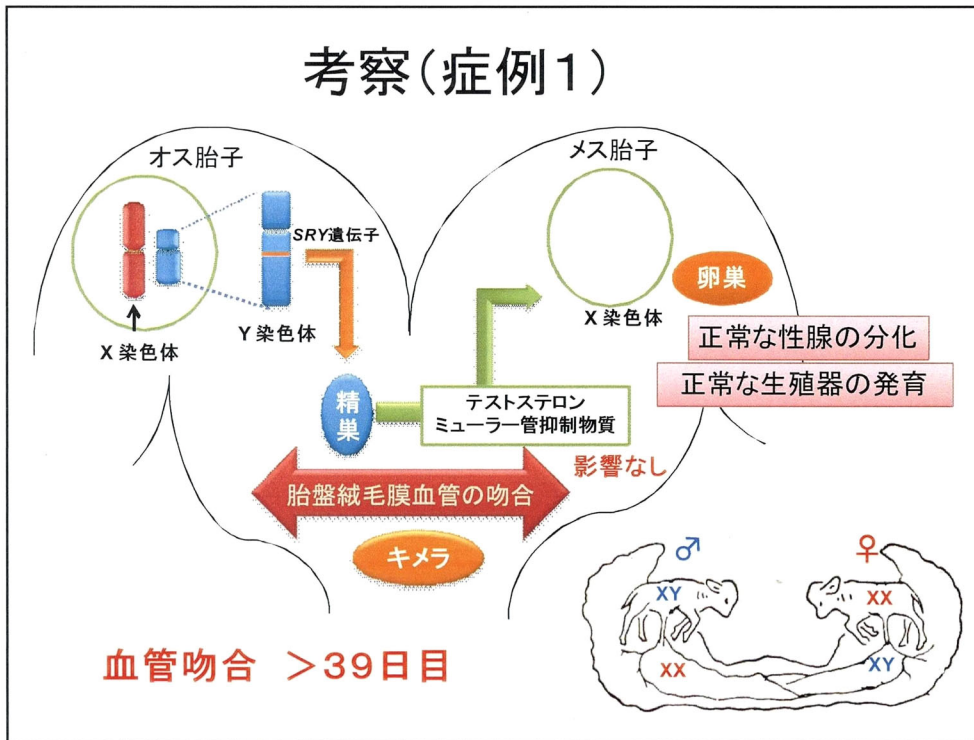 考察(症例1)
オス胎子
メス胎子
SRY遺伝子
X 染色体
Y 染色体
X 染色体
卵巣
正常な性腺の分化
正常な生殖器の発育
精
巣
テストステロン
ミューラー管抑制物質
影響なし
胎盤絨毛膜血管の吻合
キメラ
♂
♀
XY
XX
XX
XY
血管吻合 >39日目